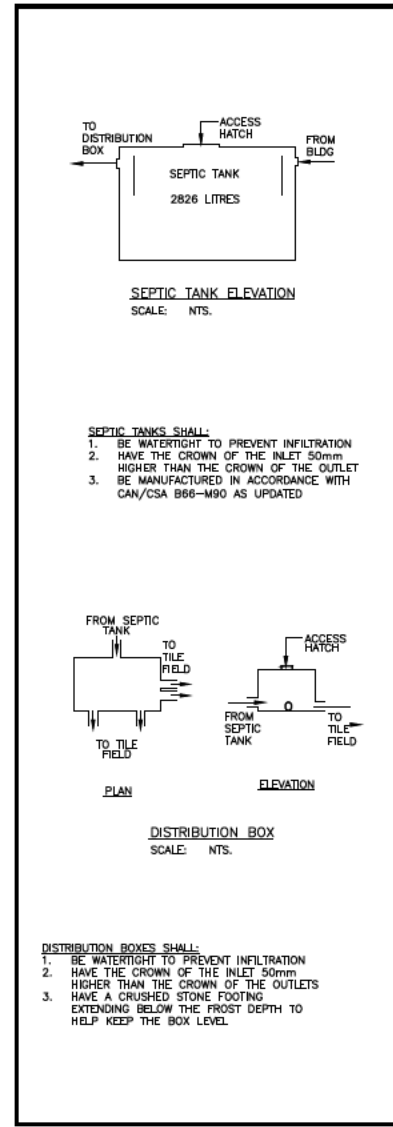 TO
DISTRIBUTION
BOX
ACCESS
HATCH
FROM
BLDG
SEPTIC TANK
2826 LITRES
SEPTIC TANK ELEVATION
SCALE: NTS.
SEPTIC TANKS SHALL:
1. BE WATERTIGHT TO PREVENT INFILTRATION
2. HAVE THE CROWN OF THE INLET 50mm
HIGHER THAN THE CROWN OF THE OUTLET
3. BE MANUFACTURED IN ACCORDANCE WITH
CAN/CSA B66-M90 AS UPDATED
FROM SEPTIC
TANK
TO
TILE
FIELD
TO TILE
FIELD
PLAN
ACCESS
HATCH
FROM
SEPTIC
TANK
TO
TILE
FIELD
ELEVATION
DISTRIBUTION BOX
SCALE: NTS.
DISTRIBUTION BOXES SHALL:
1. BE WATERTIGHT TO PREVENT INFILTRATION
2. HAVE THE CROWN OF THE INLET 50mm
HIGHER THAN THE CROWN OF THE OUTLETS
3. HAVE A CRUSHED STONE FOOTING
EXTENDING BELOW THE FROST DEPTH TO
HELP KEEP THE BOX LEVEL